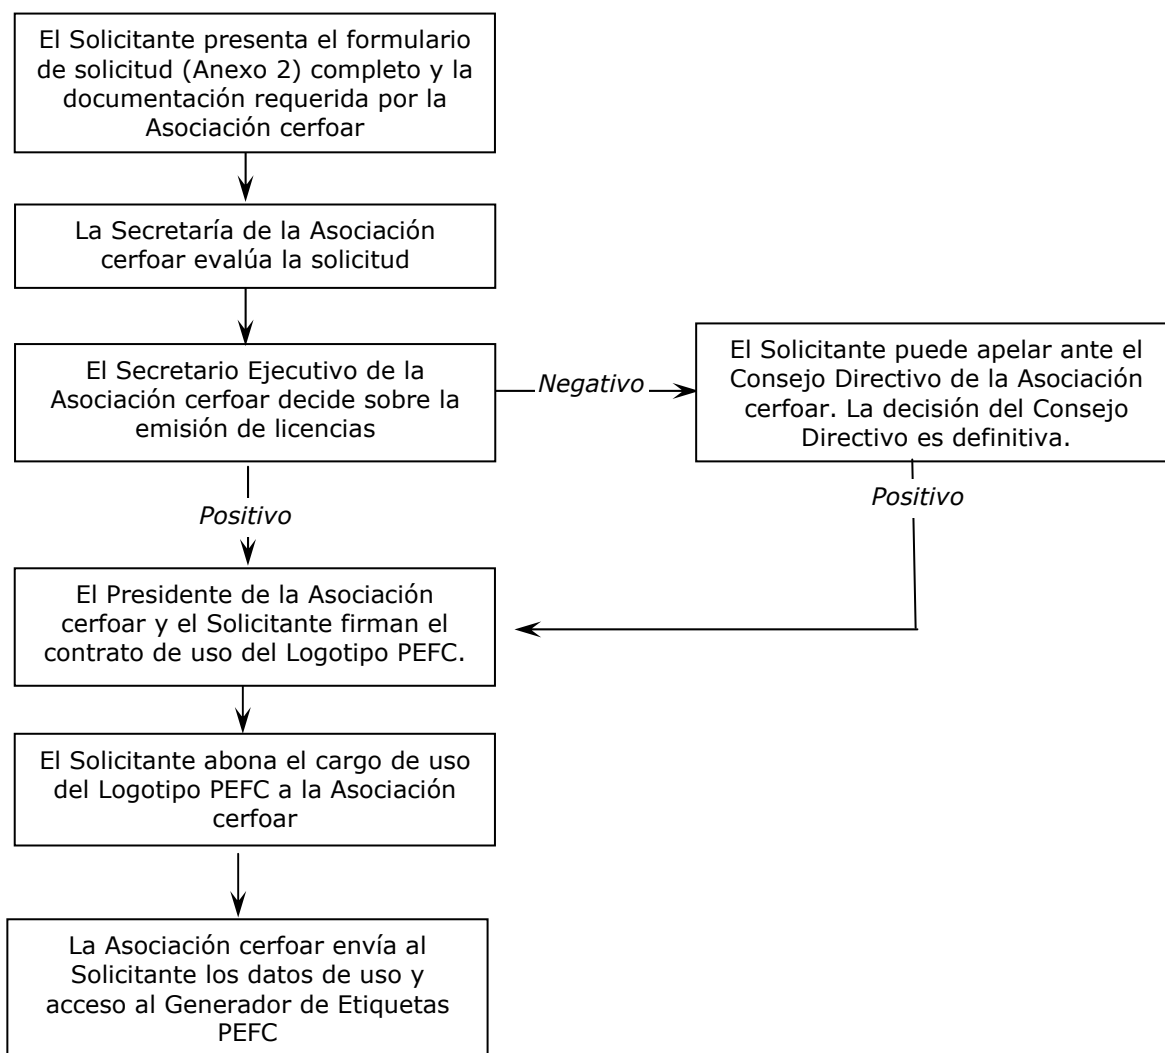 El Solicitante presenta el formulario
de solicitud (Anexo 2) completo y la
documentación requerida por la
Asociación cerfoar
La Secretaría de la Asociación
cerfoar evalúa la solicitud
El Secretario Ejecutivo de la
Asociación cerfoar decide sobre la
emisión de licencias
Negativo
El Solicitante puede apelar ante el
Consejo Directivo de la Asociación
cerfoar. La decisión del Consejo
Directivo es definitiva.
Positivo
Positivo
El Presidente de la Asociación
cerfoar y el Solicitante firman el
contrato de uso del Logotipo PEFC.
El Solicitante abona el cargo de uso
del Logotipo PEFC a la Asociación
cerfoar
La Asociación cerfoar envía al
Solicitante los datos de uso y
acceso al Generador de Etiquetas
PEFC